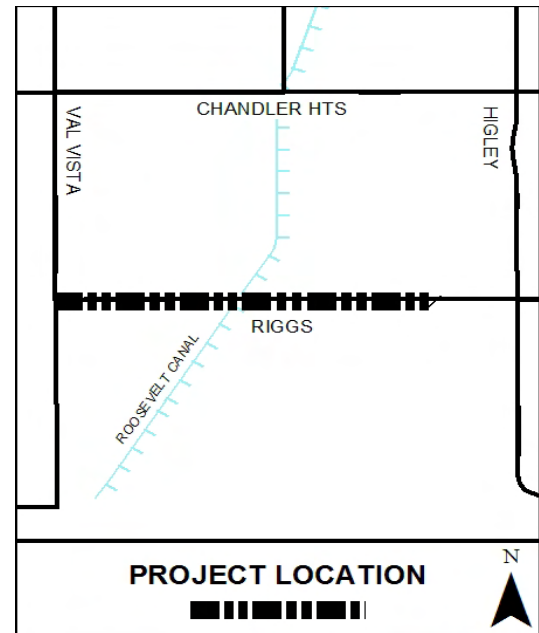 CHANDLER HTS
VAL VISTA
HIGLEY
RIGGS
ROOSEVELT CANAL
PROJECT LOCATION
N